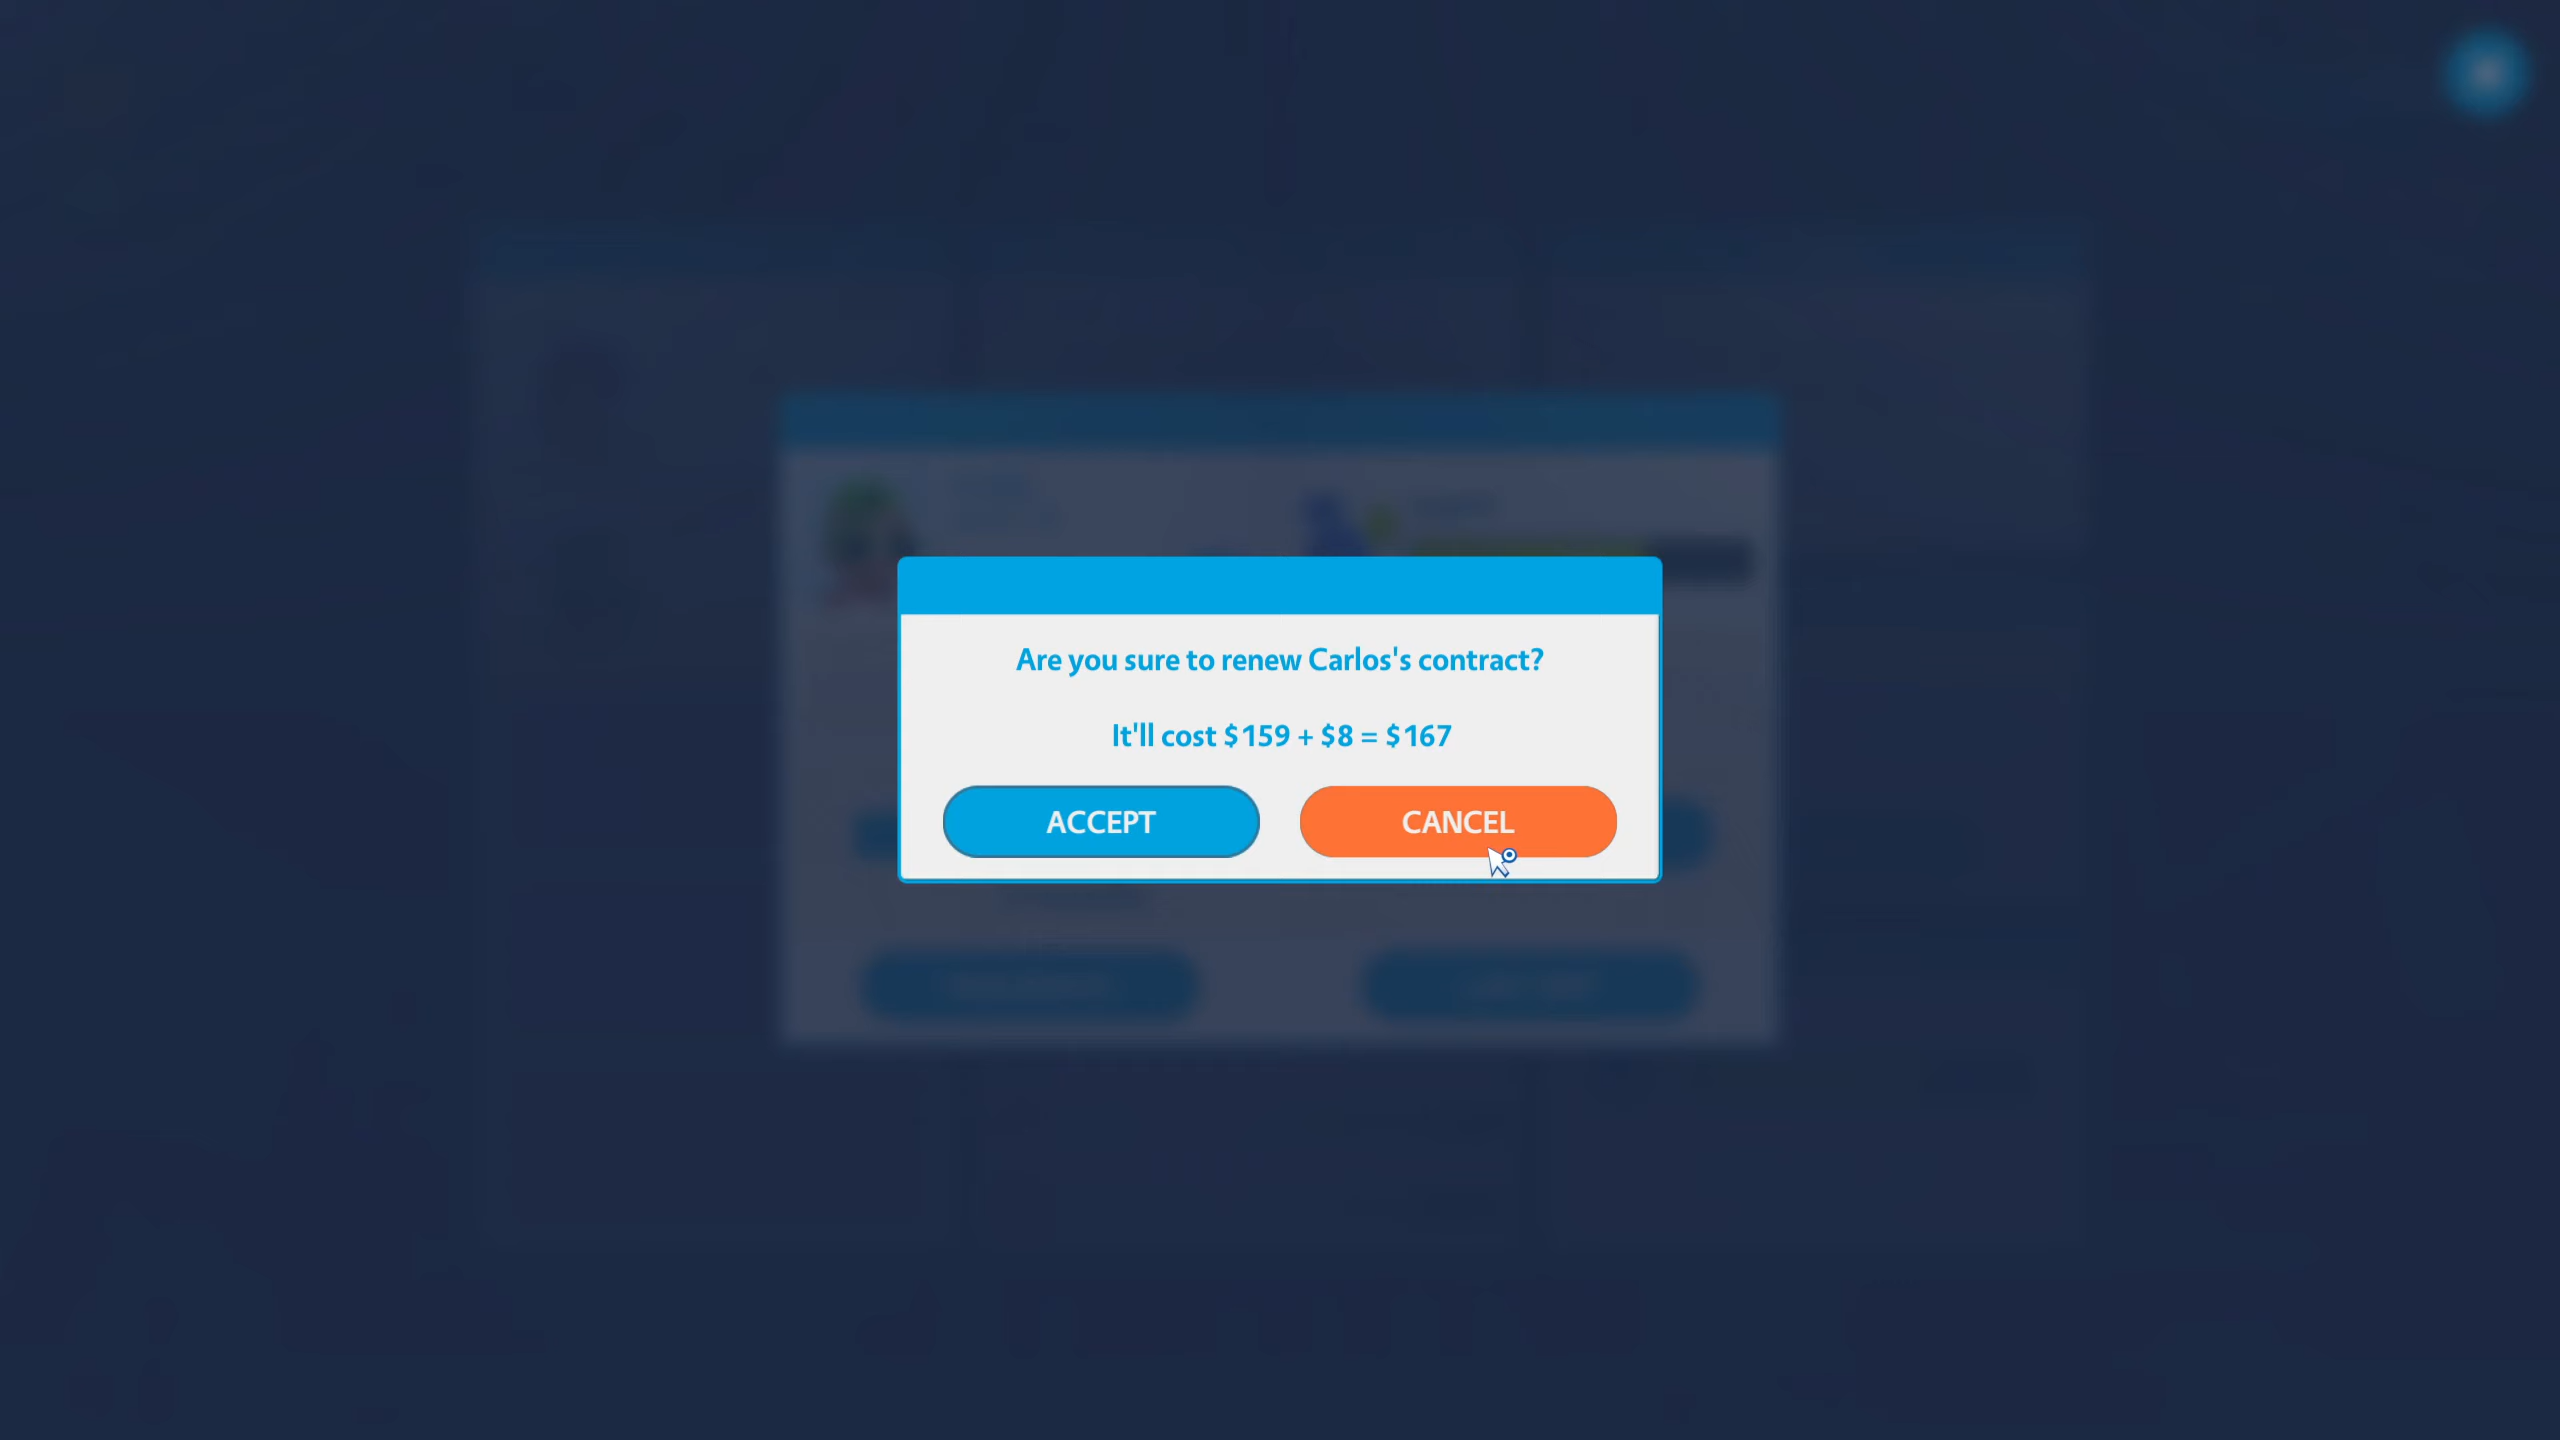 Are you sure to renew Carlos's contract?
It'll cost $159 + $8 = $167
ACCEPT
CANCEL